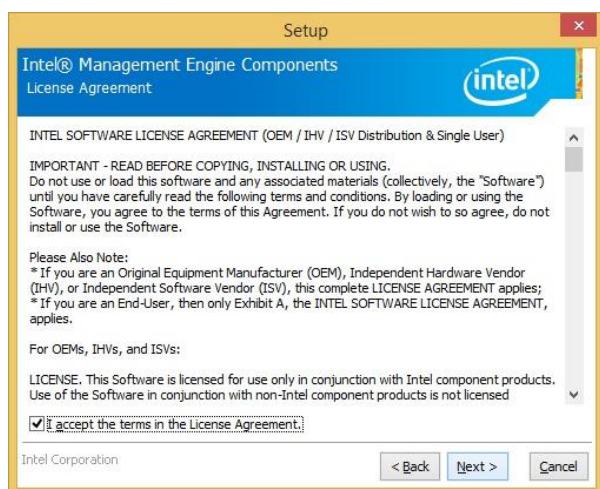 Setup
Intel® Management Engine Components
License Agreement
intel
INTEL SOFTWARE LICENSE AGREEMENT (OEM / IHV / ISV Distribution & Single User)
IMPORTANT - READ BEFORE COPYING, INSTALLING OR USING.
Do not use or load this software and any associated materials (collectively, the "Software")
until you have carefully read the following terms and conditions. By loading or using the
Software, you agree to the terms of this Agreement. If you do not wish to so agree, do not
install or use the Software.
Please Also Note:
* If you are an Original Equipment Manufacturer (OEM), Independent Hardware Vendor
(IHV), or Independent Software Vendor (ISV), this complete LICENSE AGREEMENT applies;
* If you are an End-User, then only Exhibit A, the INTEL SOFTWARE LICENSE AGREEMENT,
applies.
For OEMs, IHVs, and ISVs:
LICENSE. This Software is licensed for use only in conjunction with Intel component products.
Use of the Software in conjunction with non-Intel component products is not licensed
I accept the terms in the License Agreement.
Intel Corporation
< Back
Next >
Cancel